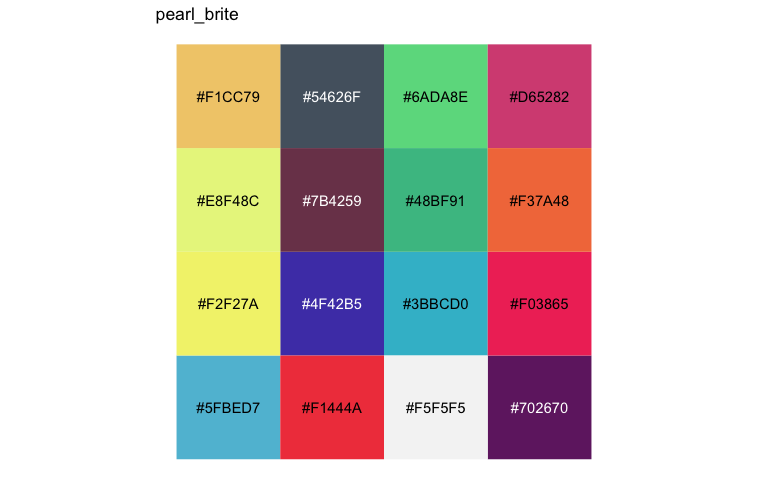 pearl_brite
#F1CC79 #54626F #6ADA8E #D65282
#E8F48C #7B4259 #48BF91 #F37A48
#F2F27A #4F42B5 #3BBCD0 #F03865
#5FBED7 #F1444A #F5F5F5 #702670